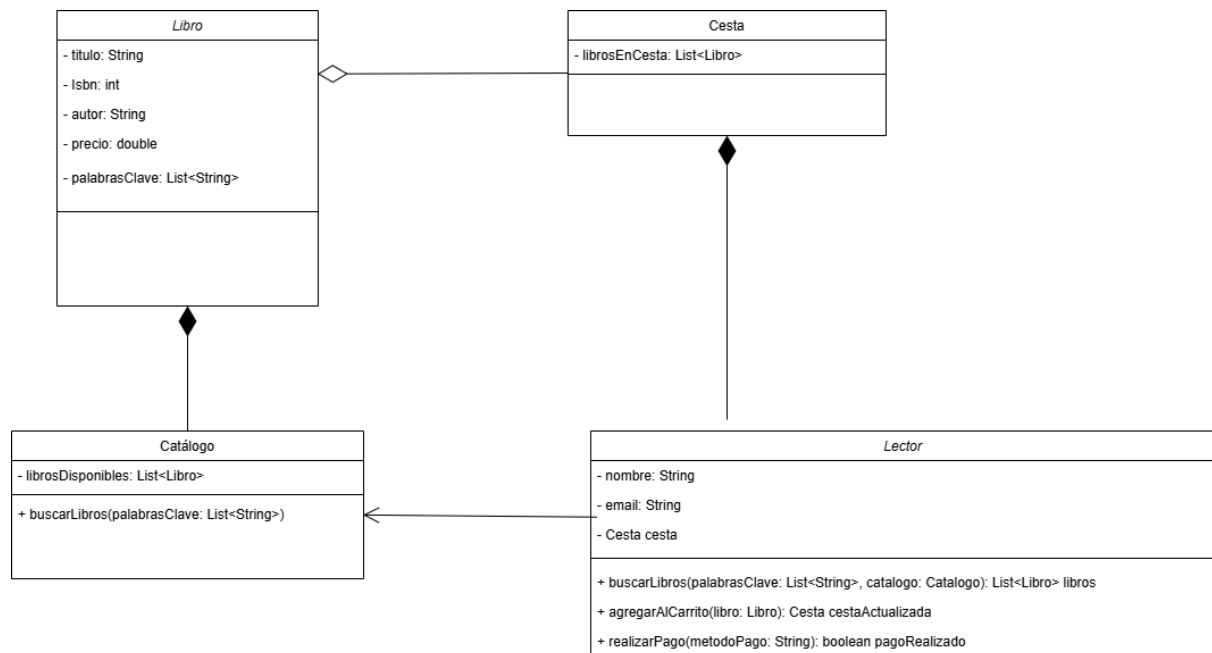 Libro
- titulo: String
- Isbn: int
- autor: String
- precio: double
- palabrasClave: List<String>
Cesta
- librosEnCesta: List<Libro>
Catálogo
- librosDisponibles: List<Libro>
+ buscarLibros(palabrasClave: List<String>)
Lector
- nombre: String
- email: String
- Cesta cesta
+ buscarLibros(palabrasClave: List<String>, catalogo: Catalogo): List<Libro> libros
+ agregarAlCarrito(libro: Libro): Cesta cestaActualizada
+ realizarPago(metodoPago: String): boolean pagoRealizado